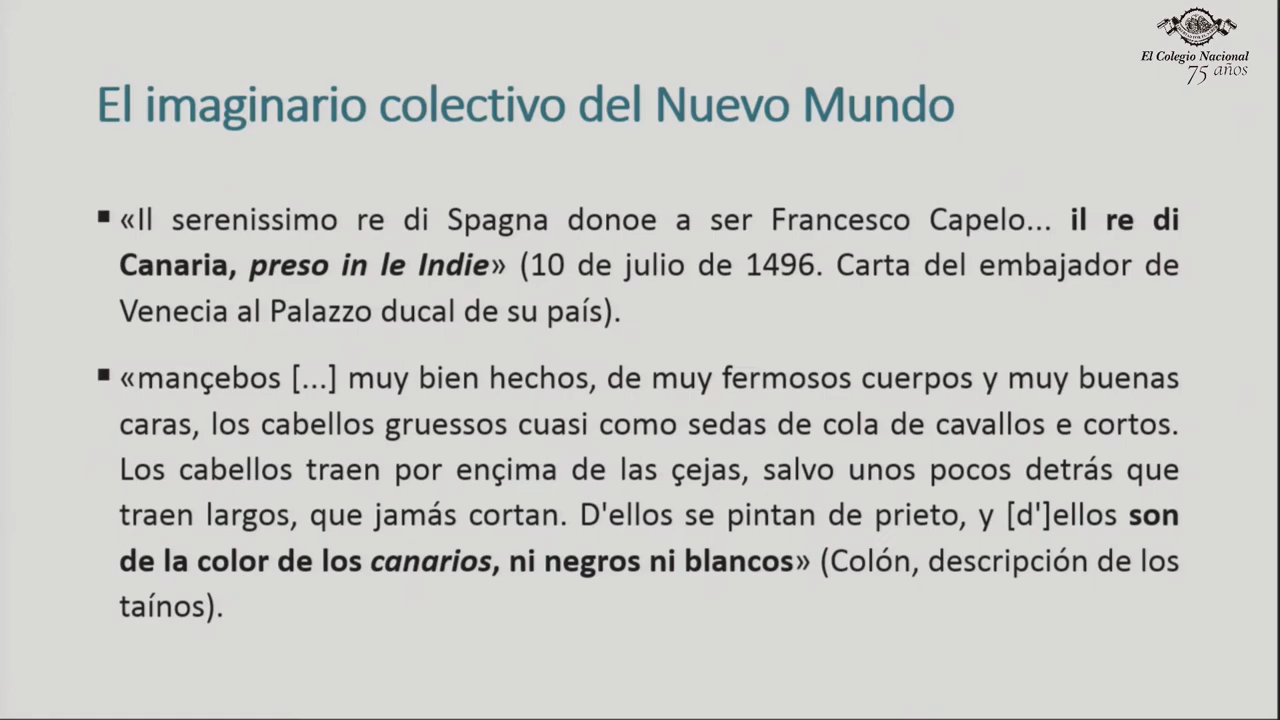 El Colegio Nacional
75 años
El imaginario colectivo del Nuevo Mundo
▪ «Il serenissimo re di Spagna donoe a ser Francesco Capelo... il re di
Canaria, preso in le Indie» (10 de julio de 1496. Carta del embajador de
Venecia al Palazzo ducal de su país).
▪ «mançebos [...] muy bien hechos, de muy fermosos cuerpos y muy buenas
caras, los cabellos gruessos cuasi como sedas de cola de cavallos e cortos.
Los cabellos traen por ençima de las çejas, salvo unos pocos detrás que
traen largos, que jamás cortan. D'ellos se pintan de prieto, y [d']ellos son
de la color de los canarios, ni negros ni blancos» (Colón, descripción de los
taínos).